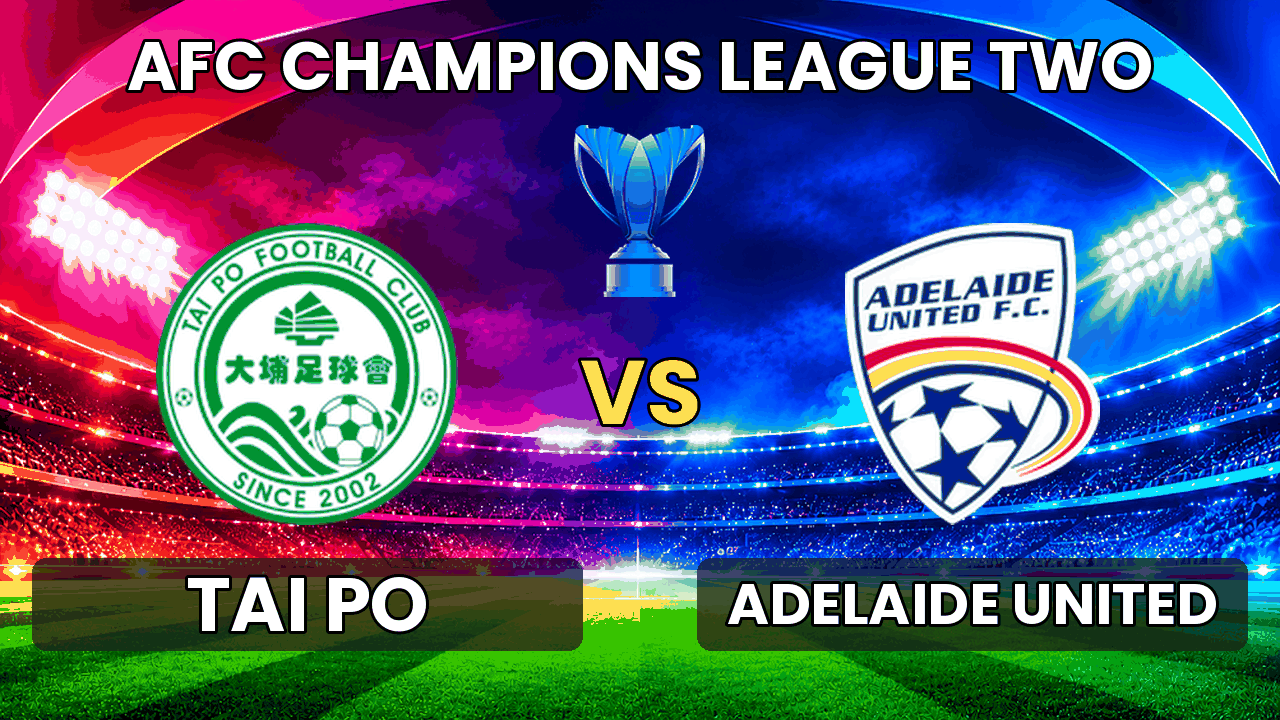 AFC CHAMPIONS LEAGUE TWO
TAI PO FOOTBALL CLUB
大埔足球會
SINCE 2002
VS
ADELAIDE
UNITED F.C.
TAI PO
ADELAIDE UNITED